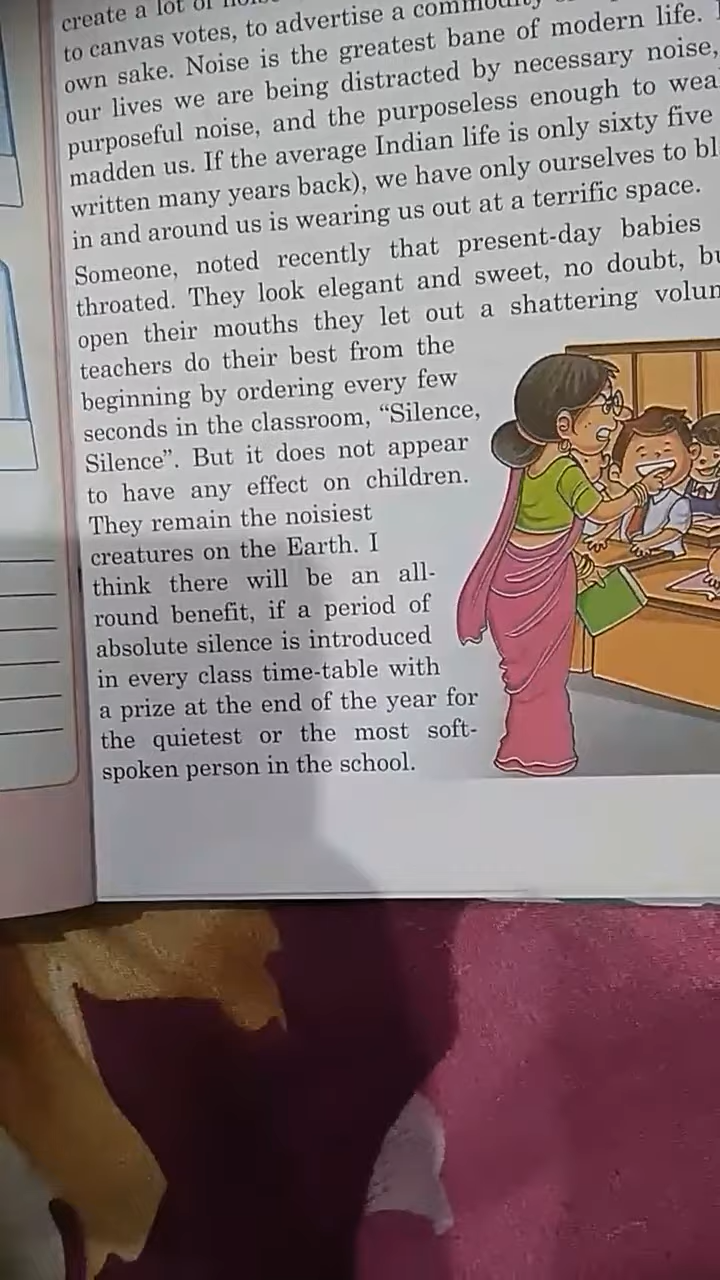 create a lot of
to canvas votes, to advertise a commodity
own sake. Noise is the greatest bane of modern life.
our lives we are being distracted by necessary noise,
purposeful noise, and the purposeless enough to
madden us. If the average Indian life is only sixty five
written many years back), we have only ourselves to
in and around us is wearing us out at a terrific space.
Someone, noted recently that present-day babies
throated. They look elegant and sweet, no doubt,
open their mouths they let out a shattering
teachers do their best from the
beginning by ordering every few
seconds in the classroom, “Silence,
Silence”. But it does not appear
to have any effect on children.
They remain the noisiest
creatures on the Earth. I
think there will be an all-
round benefit, if a period of
absolute silence is introduced
in every class time-table with
a prize at the end of the year for
the quietest or the most soft-
spoken person in the school.